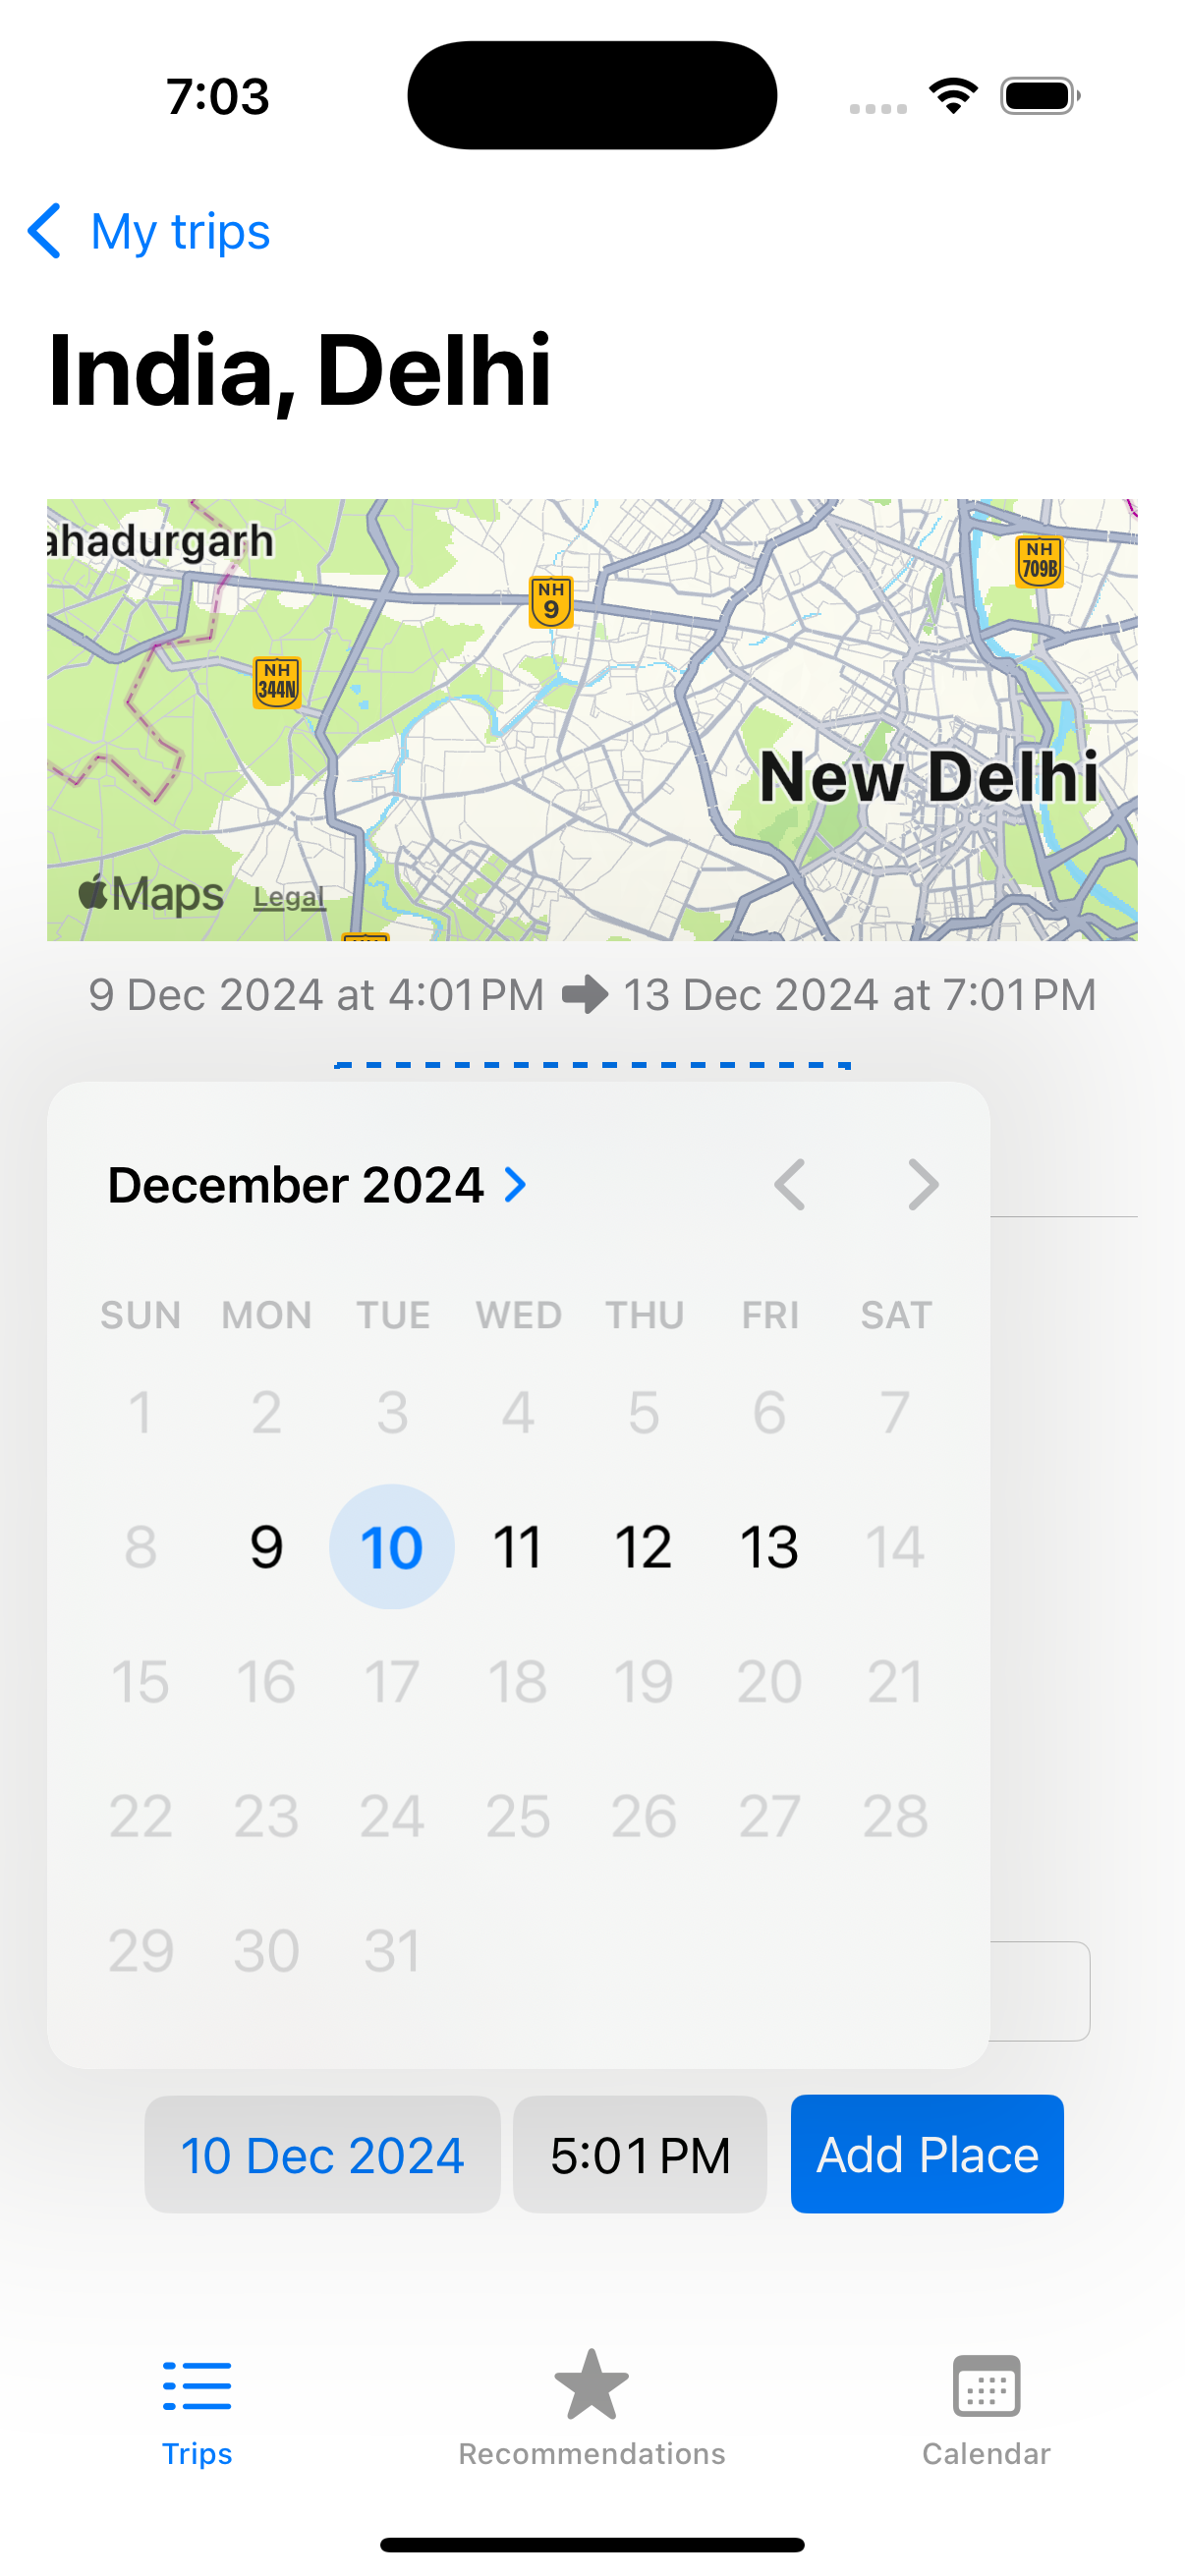 7:03
My trips
India, Delhi
ahadurgarh
NH
709B
NH
9
NH
344N
New Delhi
Maps Legal
9 Dec 2024 at 4:01 PM 13 Dec 2024 at 7:01 PM
December 2024
SUN MON TUE WED THU FRI SAT
1 2 3 4 5 6 7
8 9 10 11 12 13 14
15 16 17 18 19 20 21
22 23 24 25 26 27 28
29 30 31
10 Dec 2024 5:01 PM Add Place
Trips Recommendations Calendar